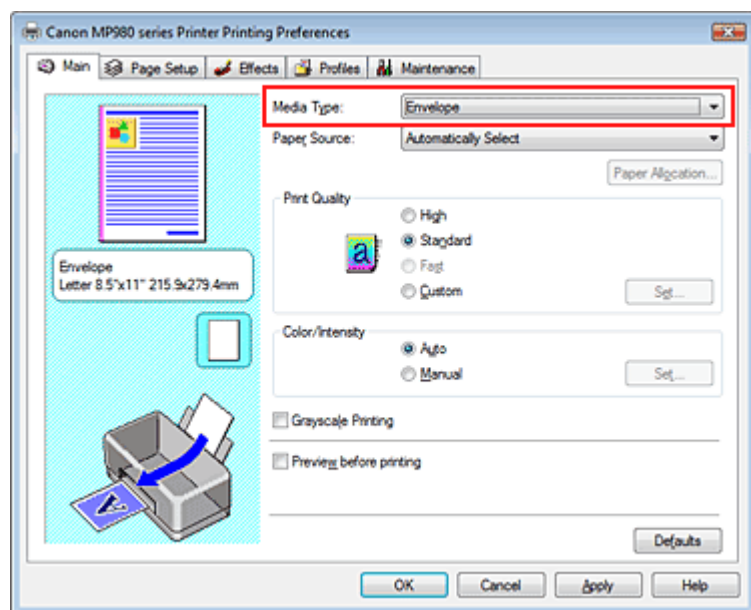 Canon MP980 series Printer Printing Preferences
Main Page Setup Effects Profiles Maintenance
Media Type: Envelope
Paper Source: Automatically Select
Paper Allocation...
Print Quality
High
Standard
Fast
Custom
Set...
Envelope
Letter 8.5"x11" 215.9x279.4mm
Color/Intensity
Auto
Manual
Set...
Grayscale Printing
Preview before printing
Defaults
OK Cancel Apply Help